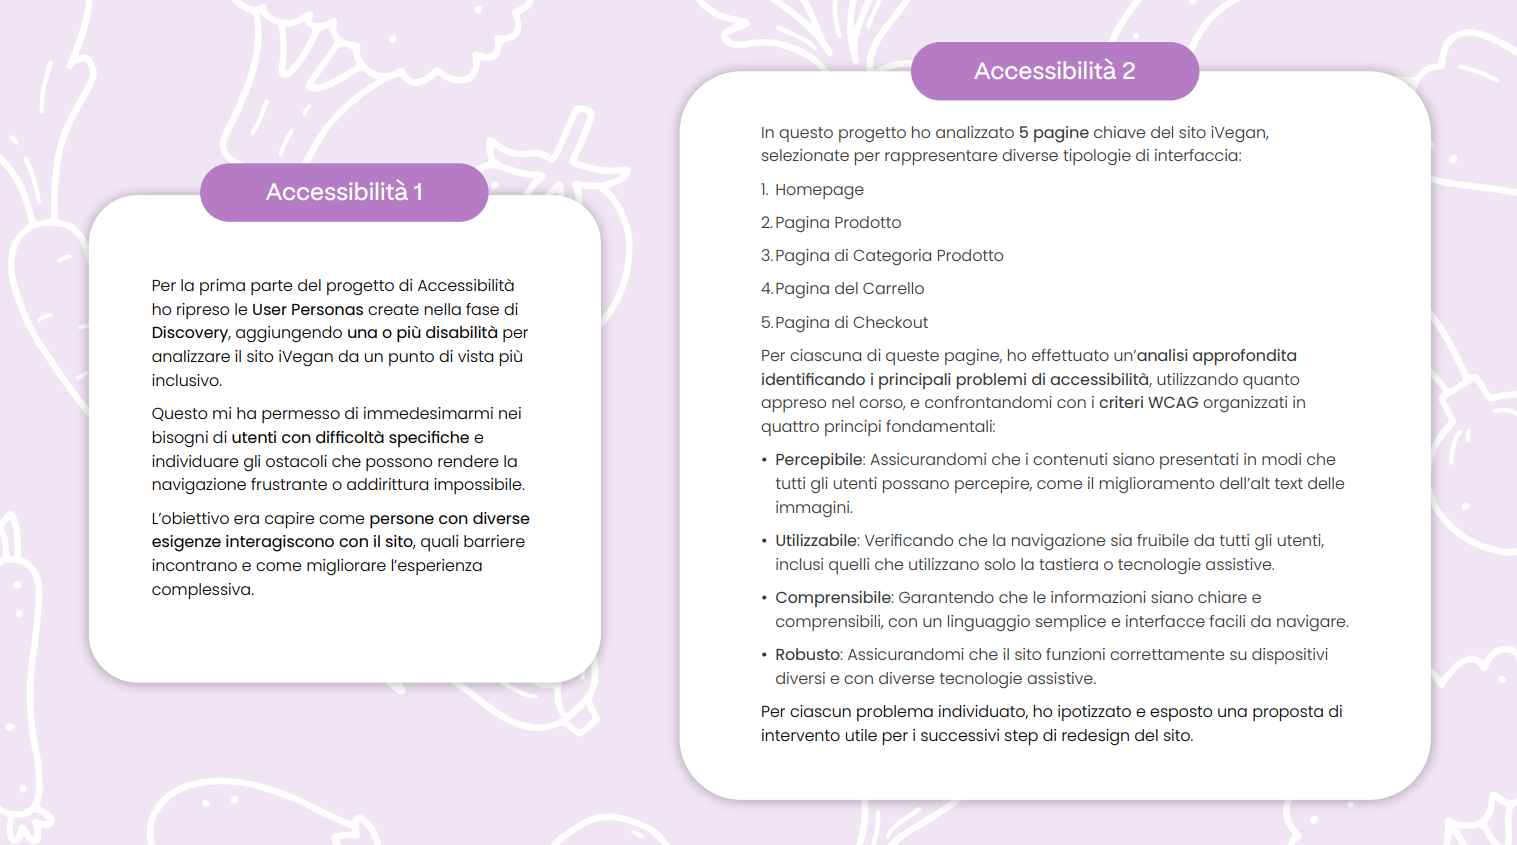 Accessibilità 1
Per la prima parte del progetto di Accessibilità
ho ripreso le User Personas create nella fase di
Discovery, aggiungendo una o più disabilità per
analizzare il sito iVegan da un punto di vista più
inclusivo.
Questo mi ha permesso di immedesimarmi nei
bisogni di utenti con difficoltà specifiche e
individuare gli ostacoli che possono rendere la
navigazione frustrante o addirittura impossibile.
L’obiettivo era capire come persone con diverse
esigenze interagiscono con il sito, quali barriere
incontrano e come migliorare l’esperienza
complessiva.
Accessibilità 2
In questo progetto ho analizzato 5 pagine chiave del sito iVegan,
selezionate per rappresentare diverse tipologie di interfaccia:
1. Homepage
2. Pagina Prodotto
3. Pagina di Categoria Prodotto
4. Pagina del Carrello
5. Pagina di Checkout
Per ciascuna di queste pagine, ho effettuato un’analisi approfondita
identificando i principali problemi di accessibilità, utilizzando quanto
appreso nel corso, e confrontandomi con i criteri WCAG organizzati in
quattro principi fondamentali:
• Percepibile: Assicurandomi che i contenuti siano presentati in modi che
tutti gli utenti possano percepire, come il miglioramento dell’alt text delle
immagini.
• Utilizzabile: Verificando che la navigazione sia fruibile da tutti gli utenti,
inclusi quelli che utilizzano solo la tastiera o tecnologie assistive.
• Comprensibile: Garantendo che le informazioni siano chiare e
comprensibili, con un linguaggio semplice e interfacce facili da navigare.
• Robusto: Assicurandomi che il sito funzioni correttamente su dispositivi
diversi e con diverse tecnologie assistive.
Per ciascun problema individuato, ho ipotizzato e esposto una proposta di
intervento utile per i successivi step di redesign del sito.